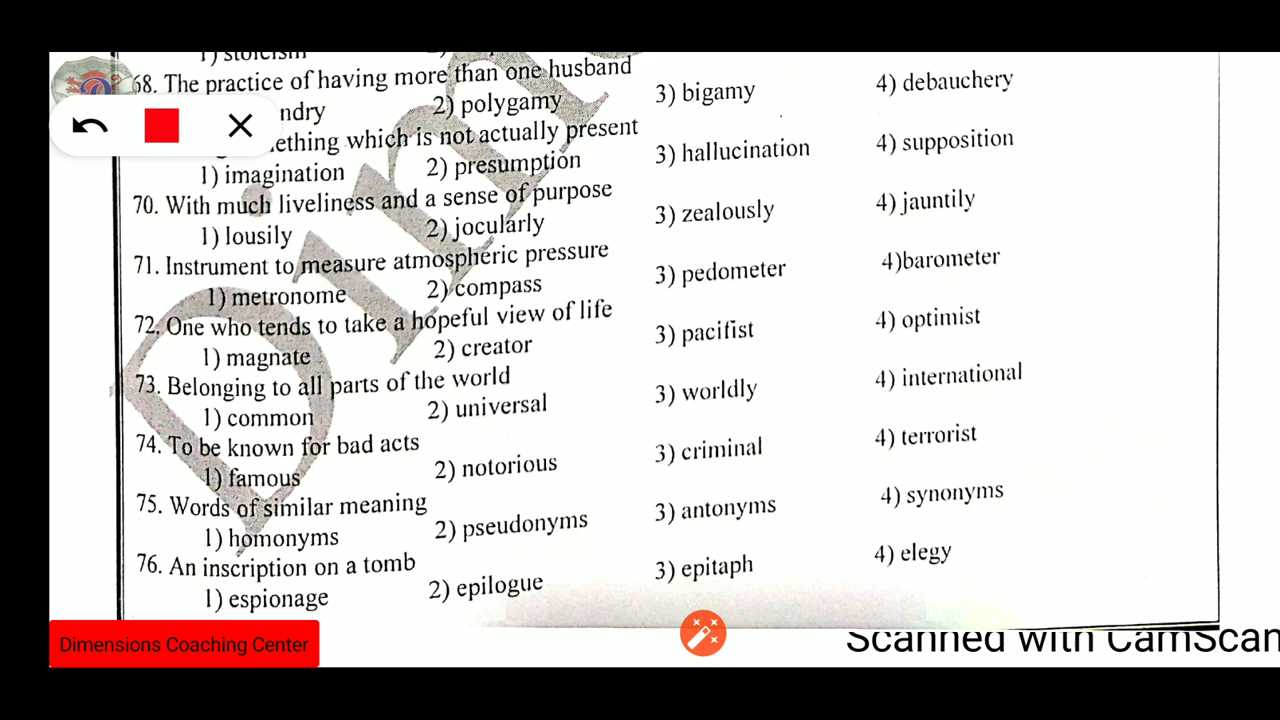 1) stoicism 2)
68. The practice of having more than one husband
ndry 2) polygamy 3) bigamy 4) debauchery
ething which is not actually present
1) imagination 2) presumption 3) hallucination 4) supposition
70. With much liveliness and a sense of purpose
1) lousily 2) jocularly 3) zealously 4) jauntily
71. Instrument to measure atmospheric pressure
1) metronome 2) compass 3) pedometer 4)barometer
72. One who tends to take a hopeful view of life
1) magnate 2) creator 3) pacifist 4) optimist
73. Belonging to all parts of the world
1) common 2) universal 3) worldly 4) international
74. To be known for bad acts
1) famous 2) notorious 3) criminal 4) terrorist
75. Words of similar meaning
1) homonyms 2) pseudonyms 3) antonyms 4) synonyms
76. An inscription on a tomb
1) espionage 2) epilogue 3) epitaph 4) elegy
Dim
Dimensions Coaching Center
Scanned with CamScan